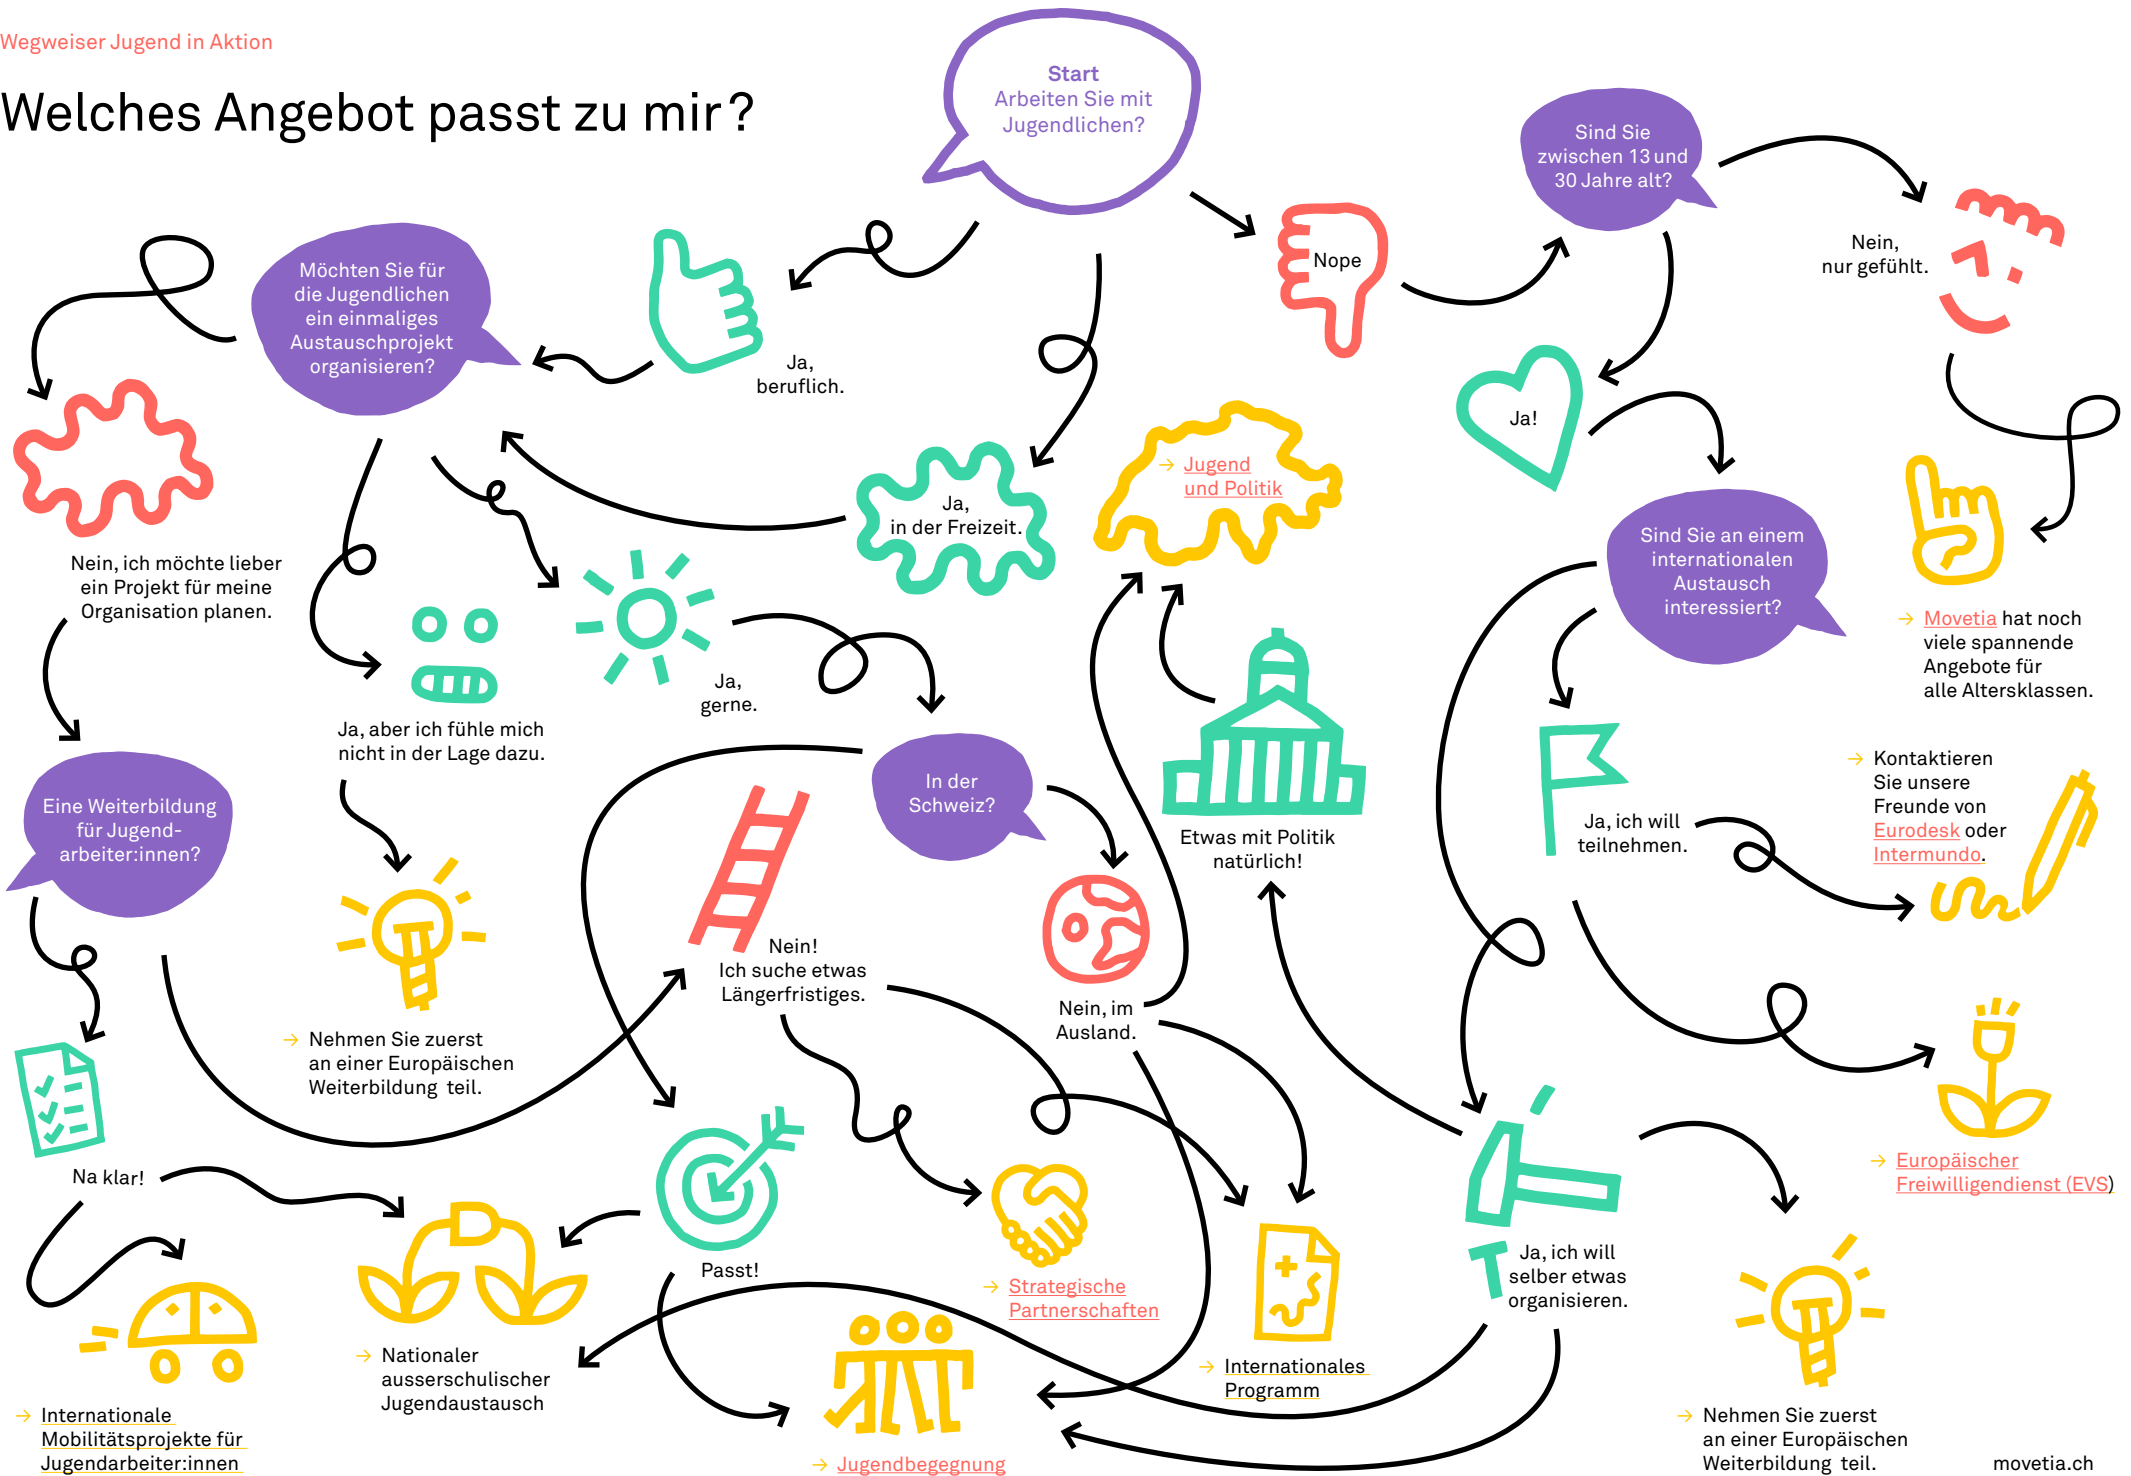 Wegweiser Jugend in Aktion
Welches Angebot passt zu mir?
Start
Arbeiten Sie mit
Jugendlichen?
Sind Sie
zwischen 13 und
30 Jahre alt?
Nein,
nur gefühlt.
Nope
Möchten Sie für
die Jugendlichen
ein einmaliges
Austauschprojekt
organisieren?
Ja,
beruflich.
Ja!
→ Jugend
und Politik
Ja,
in der Freizeit.
Sind Sie an einem
internationalen
Austausch
interessiert?
Nein, ich möchte lieber
ein Projekt für meine
Organisation planen.
→ Movetia hat noch
viele spannende
Angebote für
alle Altersklassen.
Ja,
gerne.
Ja, aber ich fühle mich
nicht in der Lage dazu.
In der
Schweiz?
→ Kontaktieren
Sie unsere
Freunde von
Eurodesk oder
Intermundo.
Eine Weiterbildung
für Jugend-
arbeiter:innen?
Etwas mit Politik
natürlich!
Ja, ich will
teilnehmen.
Nein!
Ich suche etwas
Längerfristiges.
Nein, im
Ausland.
→ Nehmen Sie zuerst
an einer Europäischen
Weiterbildung teil.
Na klar!
→ Europäischer
Freiwilligendienst (EVS)
Passt!
→ Strategische
Partnerschaften
Ja, ich will
selber etwas
organisieren.
→ Nationaler
ausserschulischer
Jugendaustausch
→ Internationales
Programm
→ Internationale
Mobilitätsprojekte für
Jugendarbeiter:innen
→ Jugendbegegnung
→ Nehmen Sie zuerst
an einer Europäischen
Weiterbildung teil.
movetia.ch